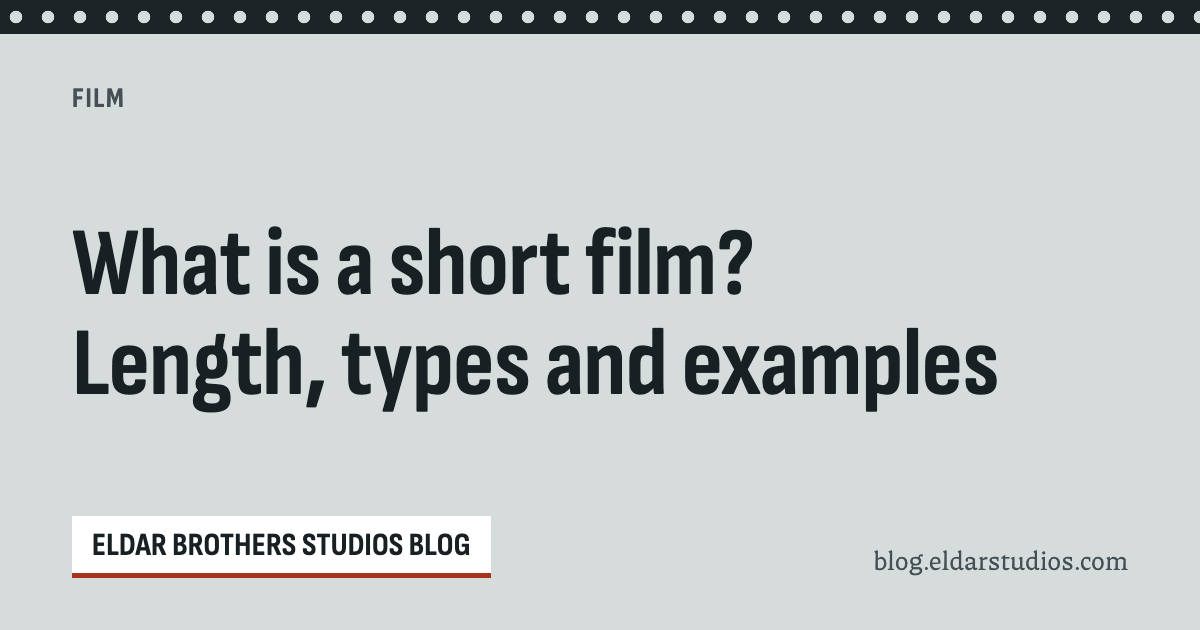 FILM
What is a short film?
Length, types and examples
ELDAR BROTHERS STUDIOS BLOG
blog.eldarstudios.com